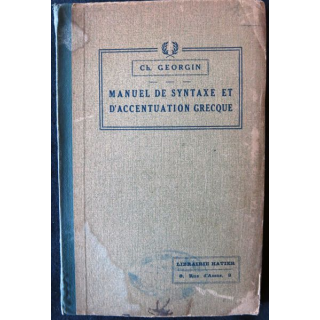 Ch. GEORGIN
MANUEL DE SYNTAXE ET
D'ACCENTUATION GRECQUE
LIBRAIRIE HATIER
8, Rue d'Assas, 8